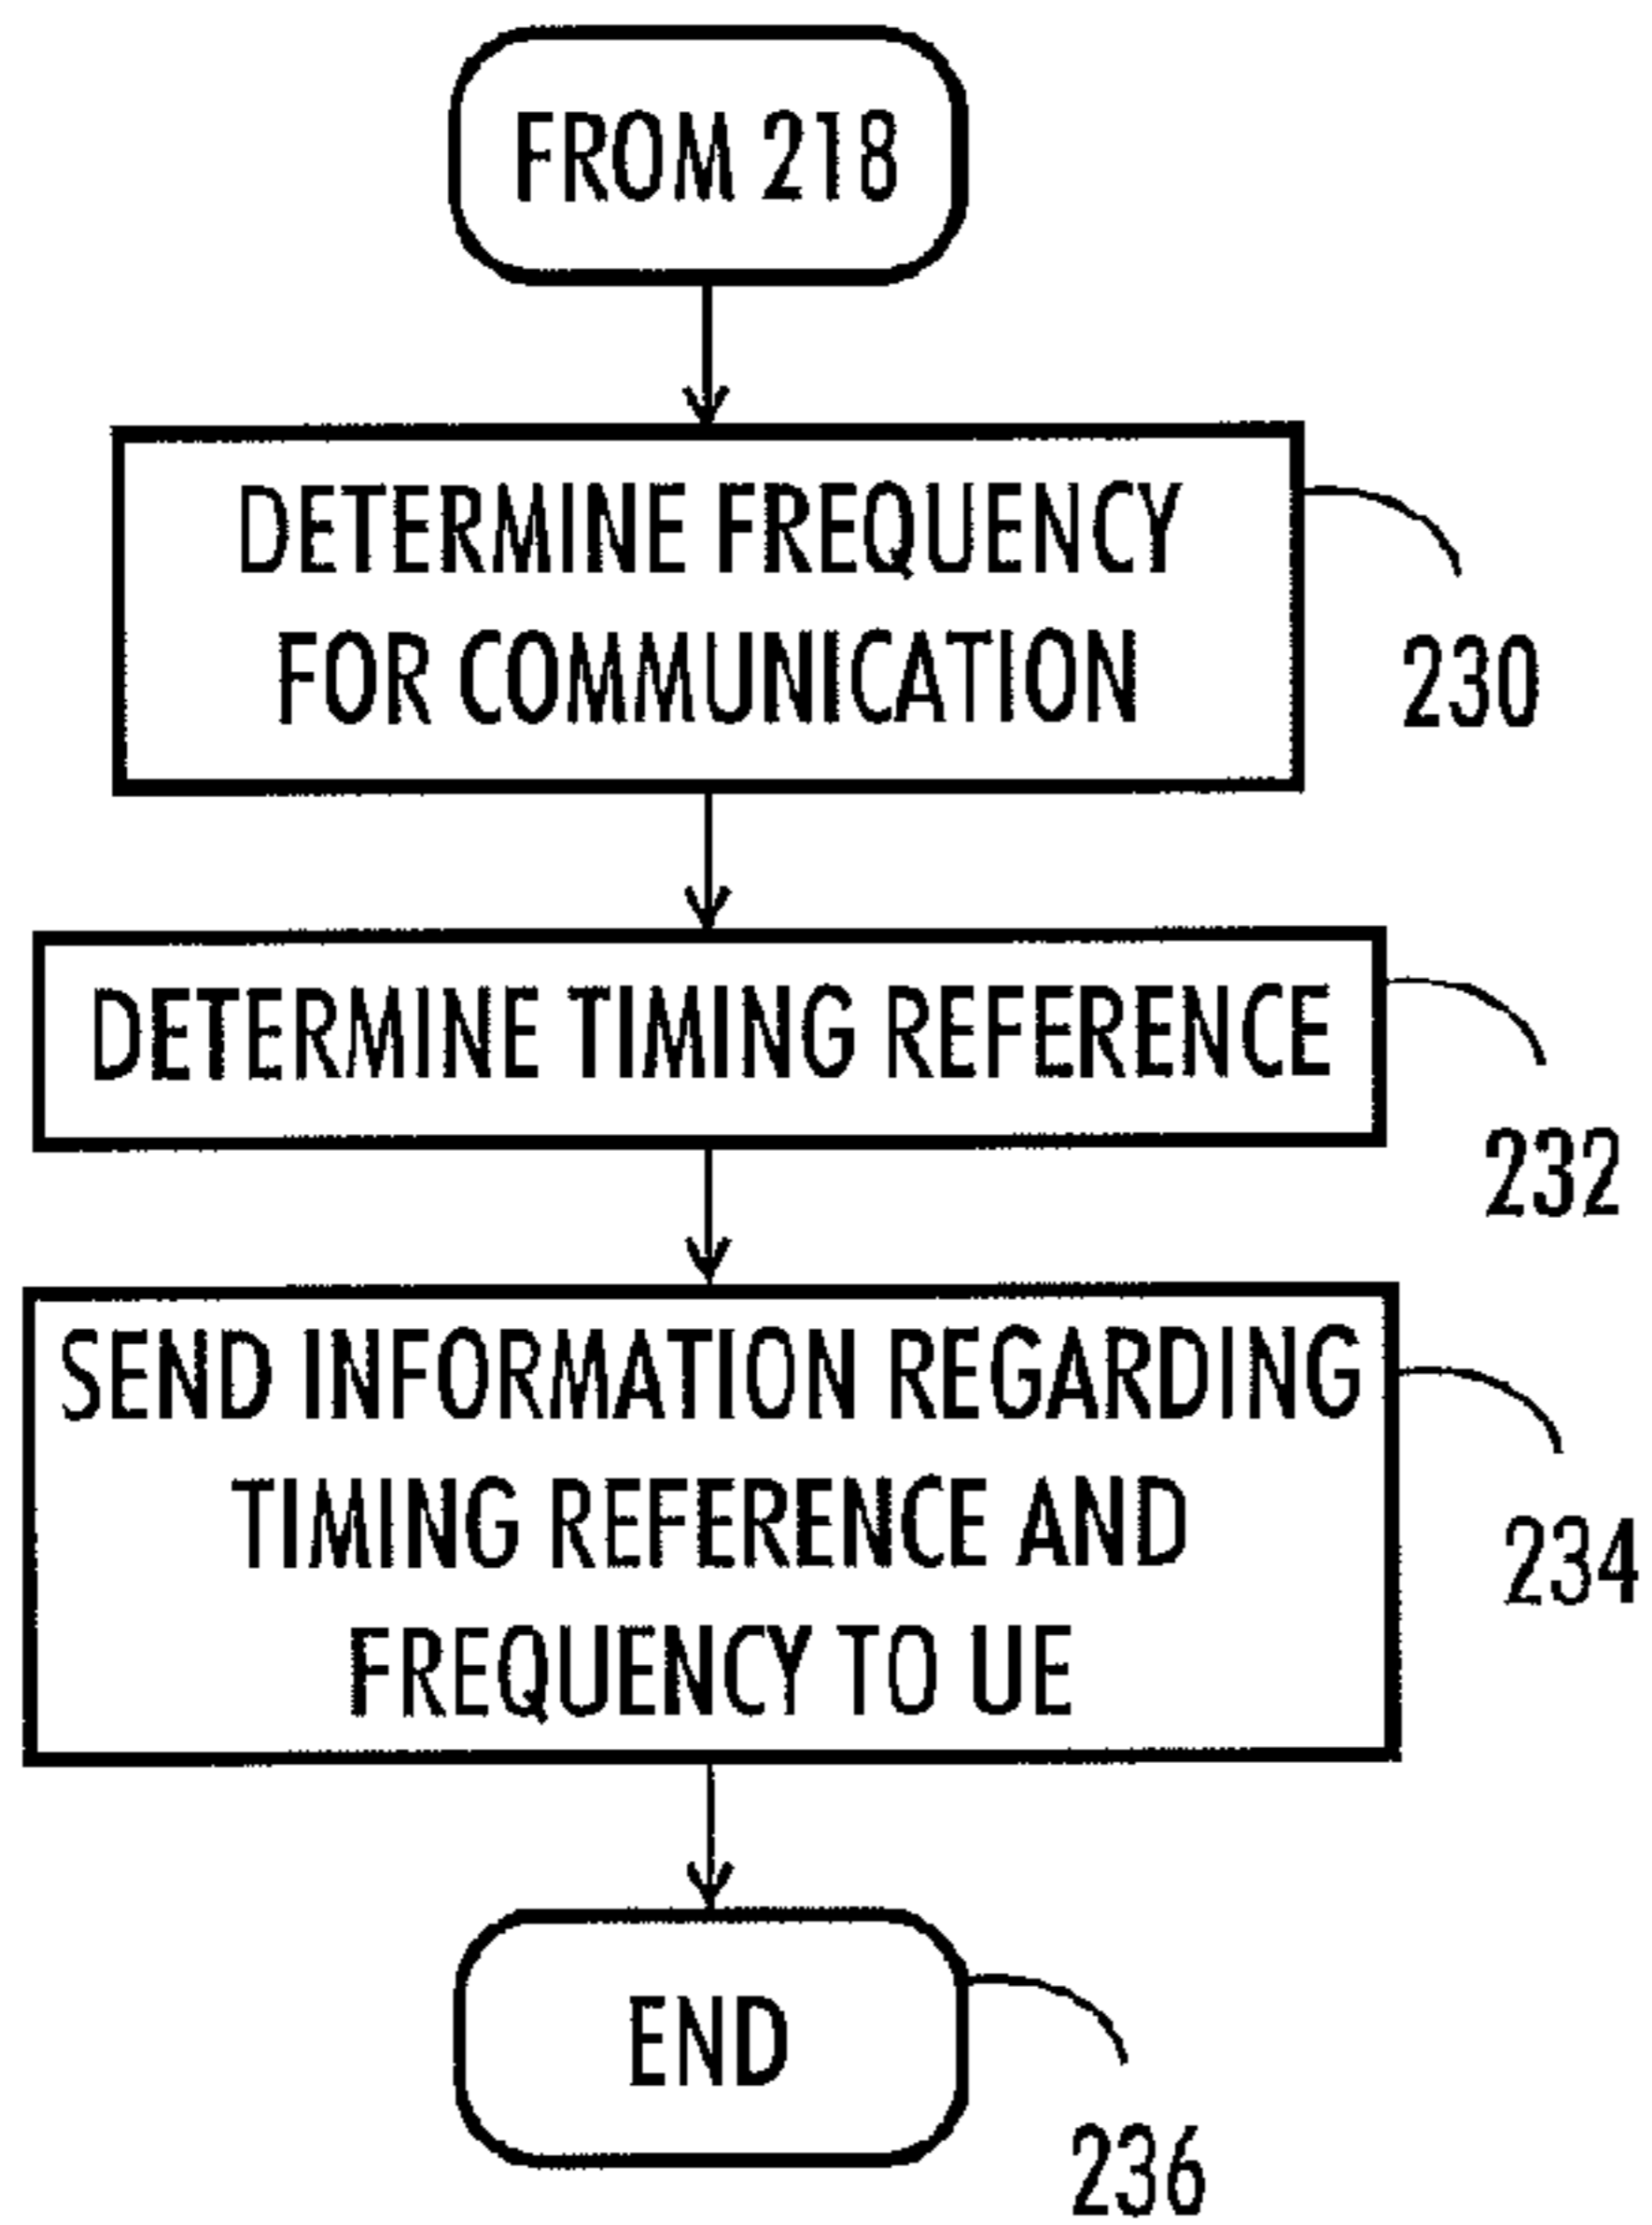 FROM 218
DETERMINE FREQUENCY
FOR COMMUNICATION
230
DETERMINE TIMING REFERENCE
232
SEND INFORMATION REGARDING
TIMING REFERENCE AND
FREQUENCY TO UE
234
END
236